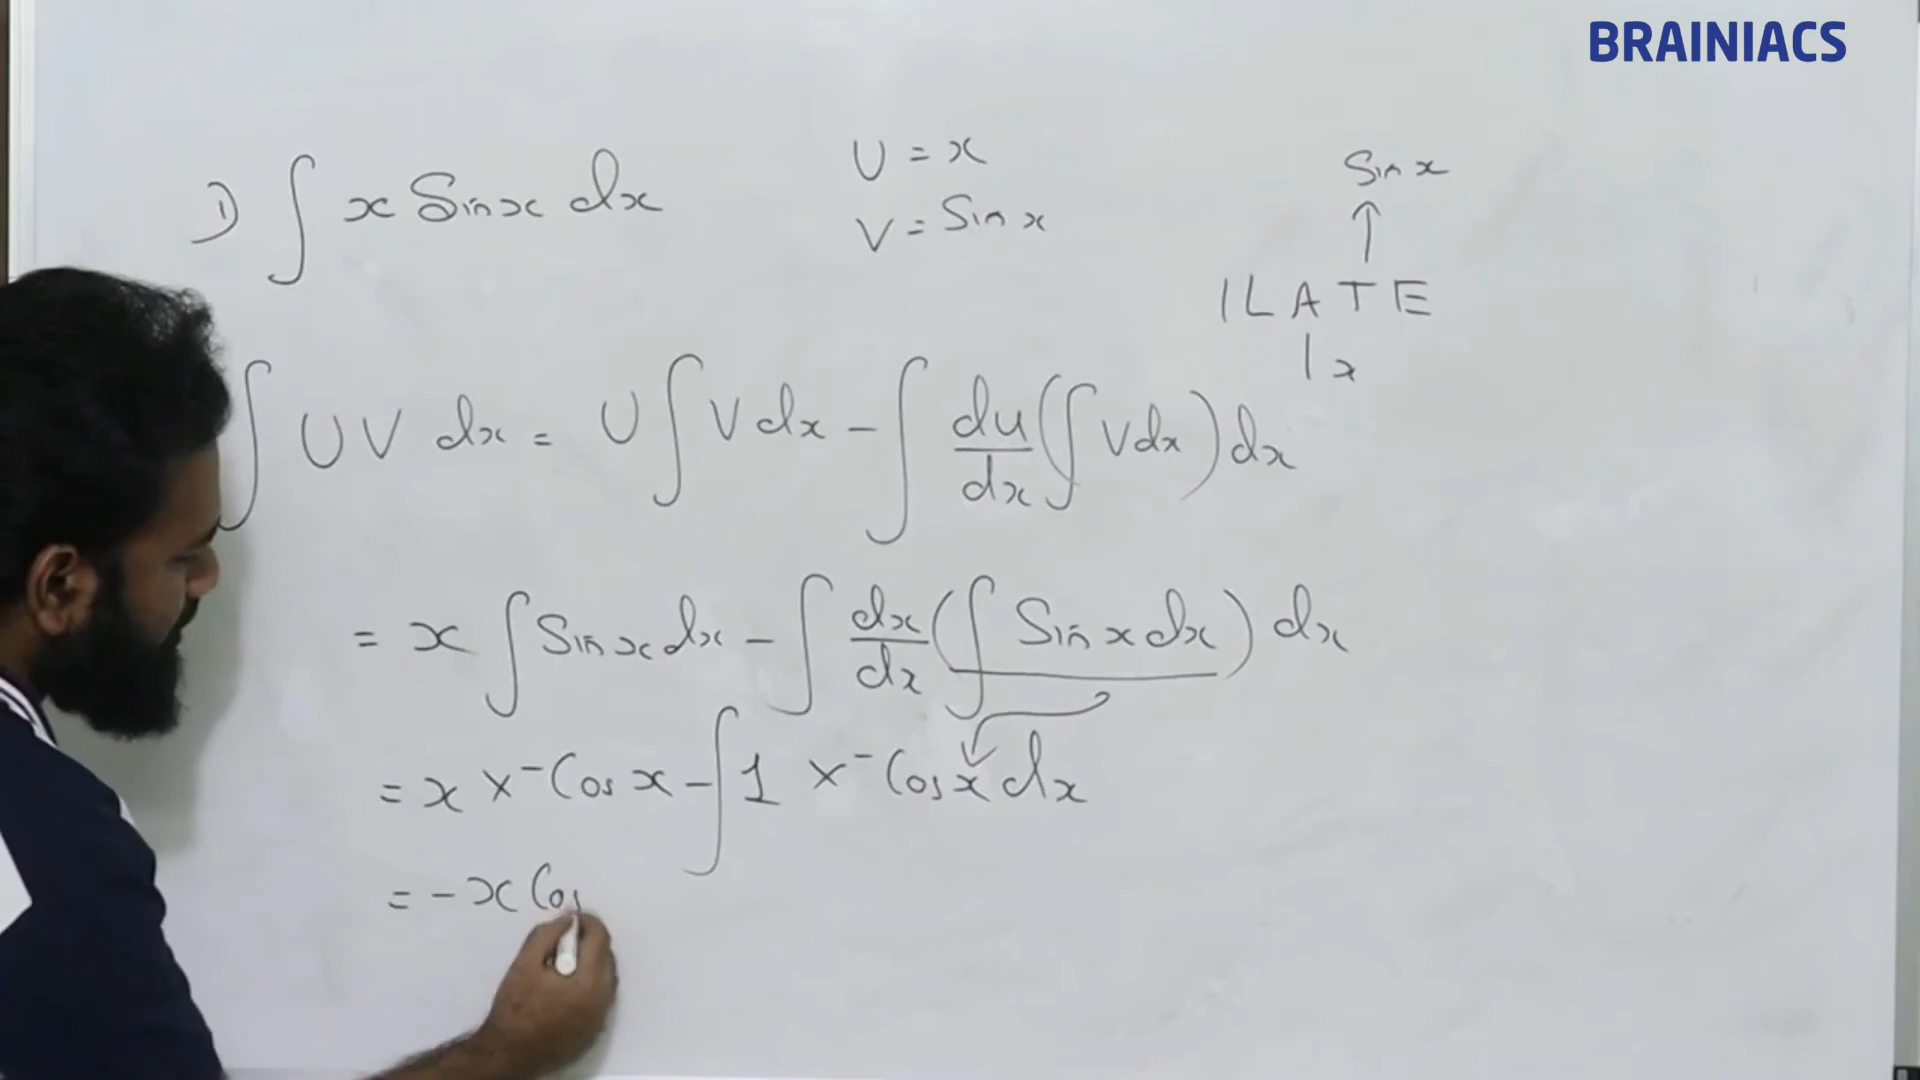 BRAINIACS
1) ∫ x Sin x dx
U = x
V = Sin x
Sin x
↑
ILATE
| x
∫ U V dx = U ∫ V dx - ∫ du/dx (∫ V dx) dx
= x ∫ Sin x dx - ∫ dx/dx (∫ Sin x dx) dx
= x × - Cos x - ∫ 1 × - Cos x dx
= - x Cos